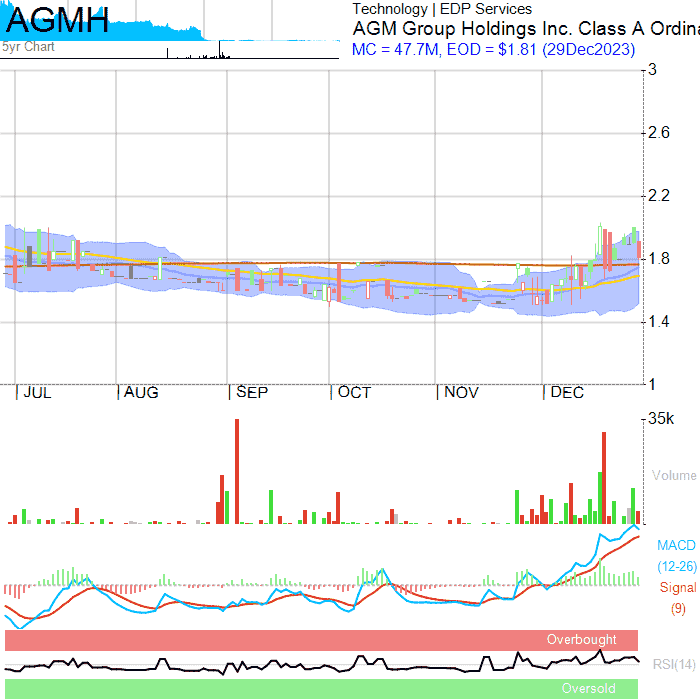 AGMH
5yr Chart
Technology | EDP Services
AGM Group Holdings Inc. Class A Ordina
MC = 47.7M, EOD = $1.81 (29Dec2023)
3
2.6
2.2
1.8
1.4
1
JUL AUG SEP OCT NOV DEC
35k
Volume
MACD
(12-26)
Signal
(9)
Overbought
RSI(14)
Oversold